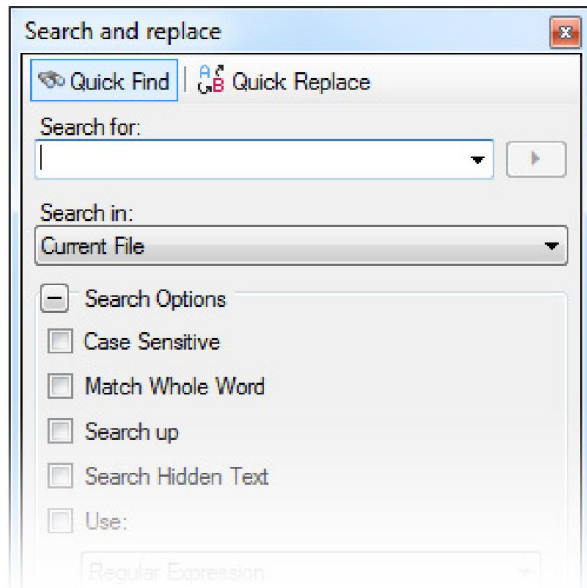 Search and replace
Quick Find Quick Replace
Search for:
Search in:
Current File
Search Options
Case Sensitive
Match Whole Word
Search up
Search Hidden Text
Use:
Regular Expression